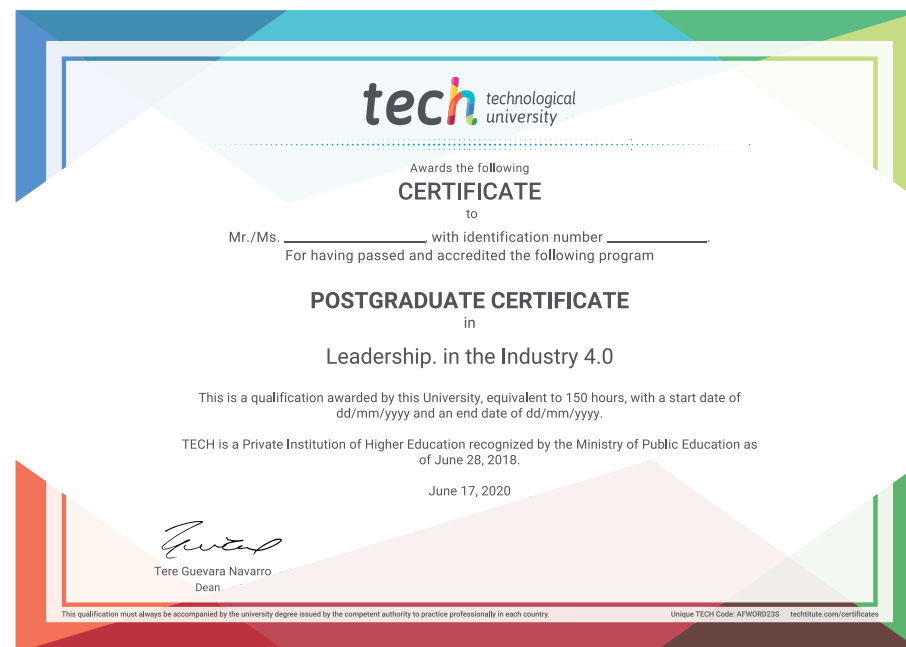 tech technological
university
Awards the following
CERTIFICATE
to
Mr./Ms. ____________________, with identification number ______________.
For having passed and accredited the following program
POSTGRADUATE CERTIFICATE
in
Leadership. in the Industry 4.0
This is a qualification awarded by this University, equivalent to 150 hours, with a start date of
dd/mm/yyyy and an end date of dd/mm/yyyy.
TECH is a Private Institution of Higher Education recognized by the Ministry of Public Education as
of June 28, 2018.
June 17, 2020
Tere Guevara Navarro
Dean
This qualification must always be accompanied by the university degree issued by the competent authority to practice professionally in each country. Unique TECH Code: AFWORD23S techtitute.com/certificates